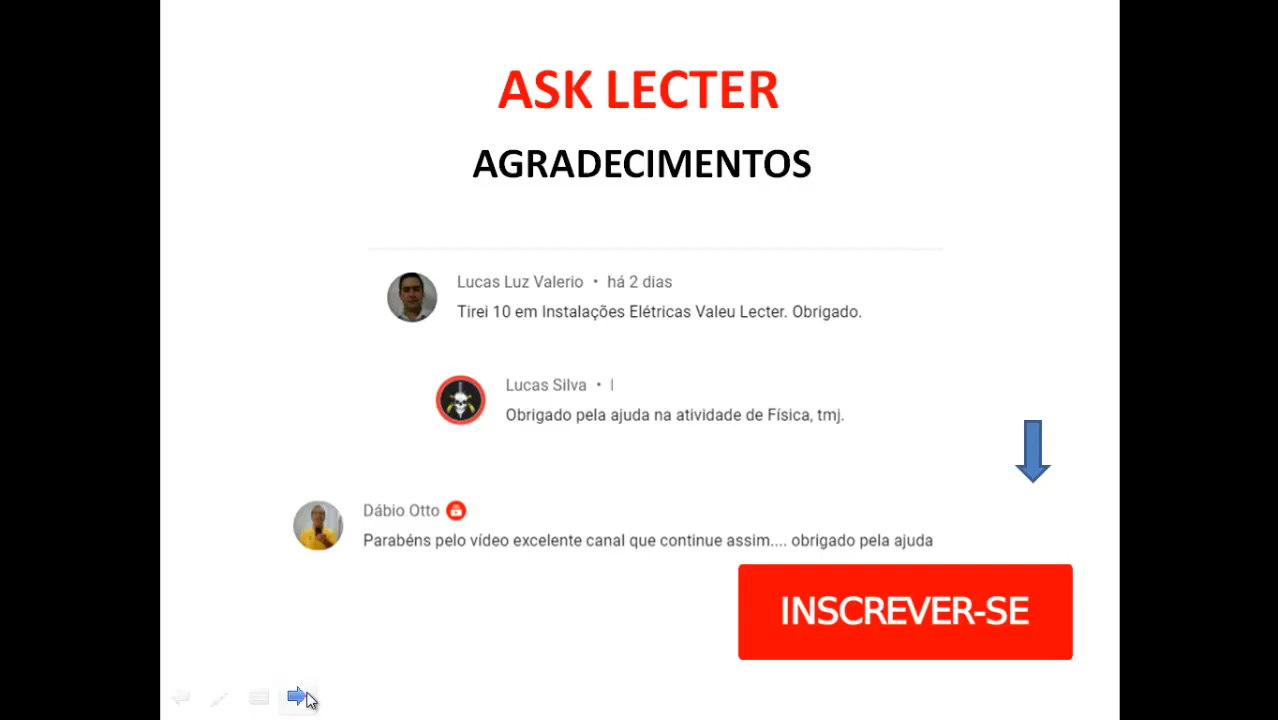 ASK LECTER
AGRADECIMENTOS
Lucas Luz Valerio • há 2 dias
Tirei 10 em Instalações Elétricas Valeu Lecter. Obrigado.
Lucas Silva • |
Obrigado pela ajuda na atividade de Física, tmj.
Dábio Otto
Parabéns pelo vídeo excelente canal que continue assim.... obrigado pela ajuda
INSCREVER-SE